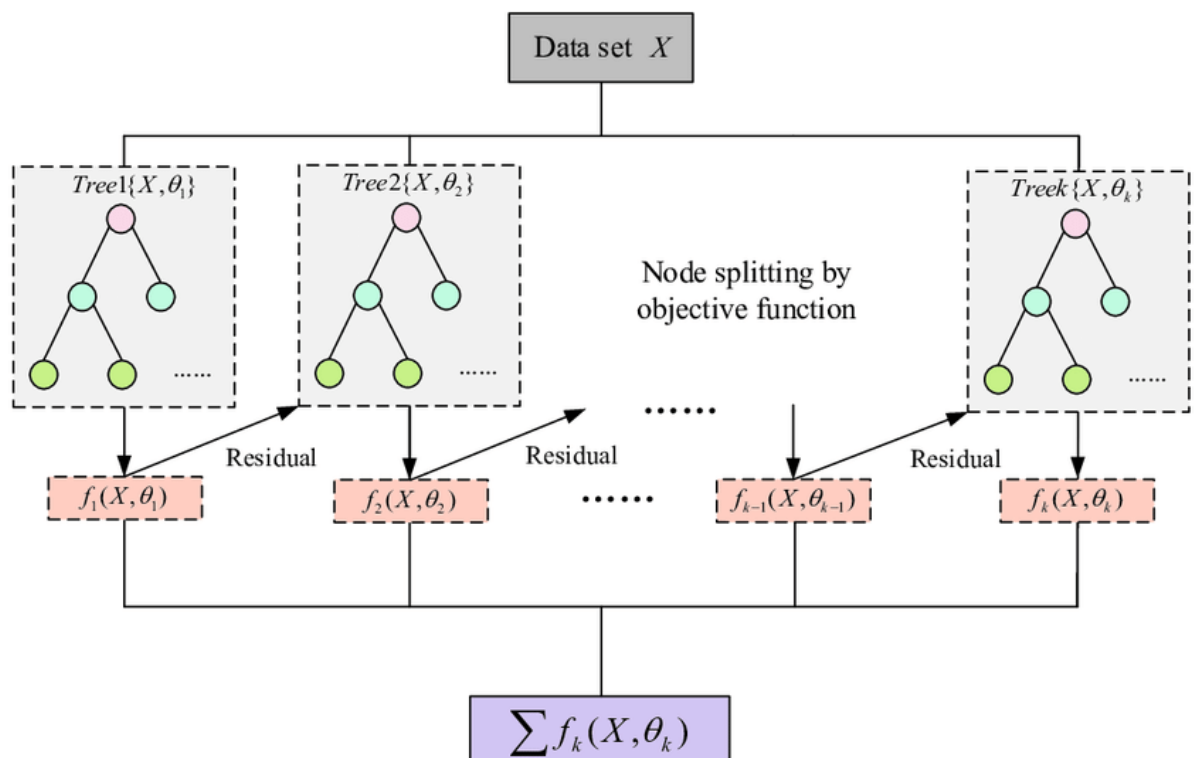 Data set X
Tree1{X,θ₁}
Tree2{X,θ₂}
Treek{X,θₖ}
Node splitting by
objective function
......
......
......
......
Residual
Residual
Residual
f₁(X,θ₁)
f₂(X,θ₂)
......
fₖ₋₁(X,θₖ₋₁)
fₖ(X,θₖ)
∑fₖ(X,θₖ)